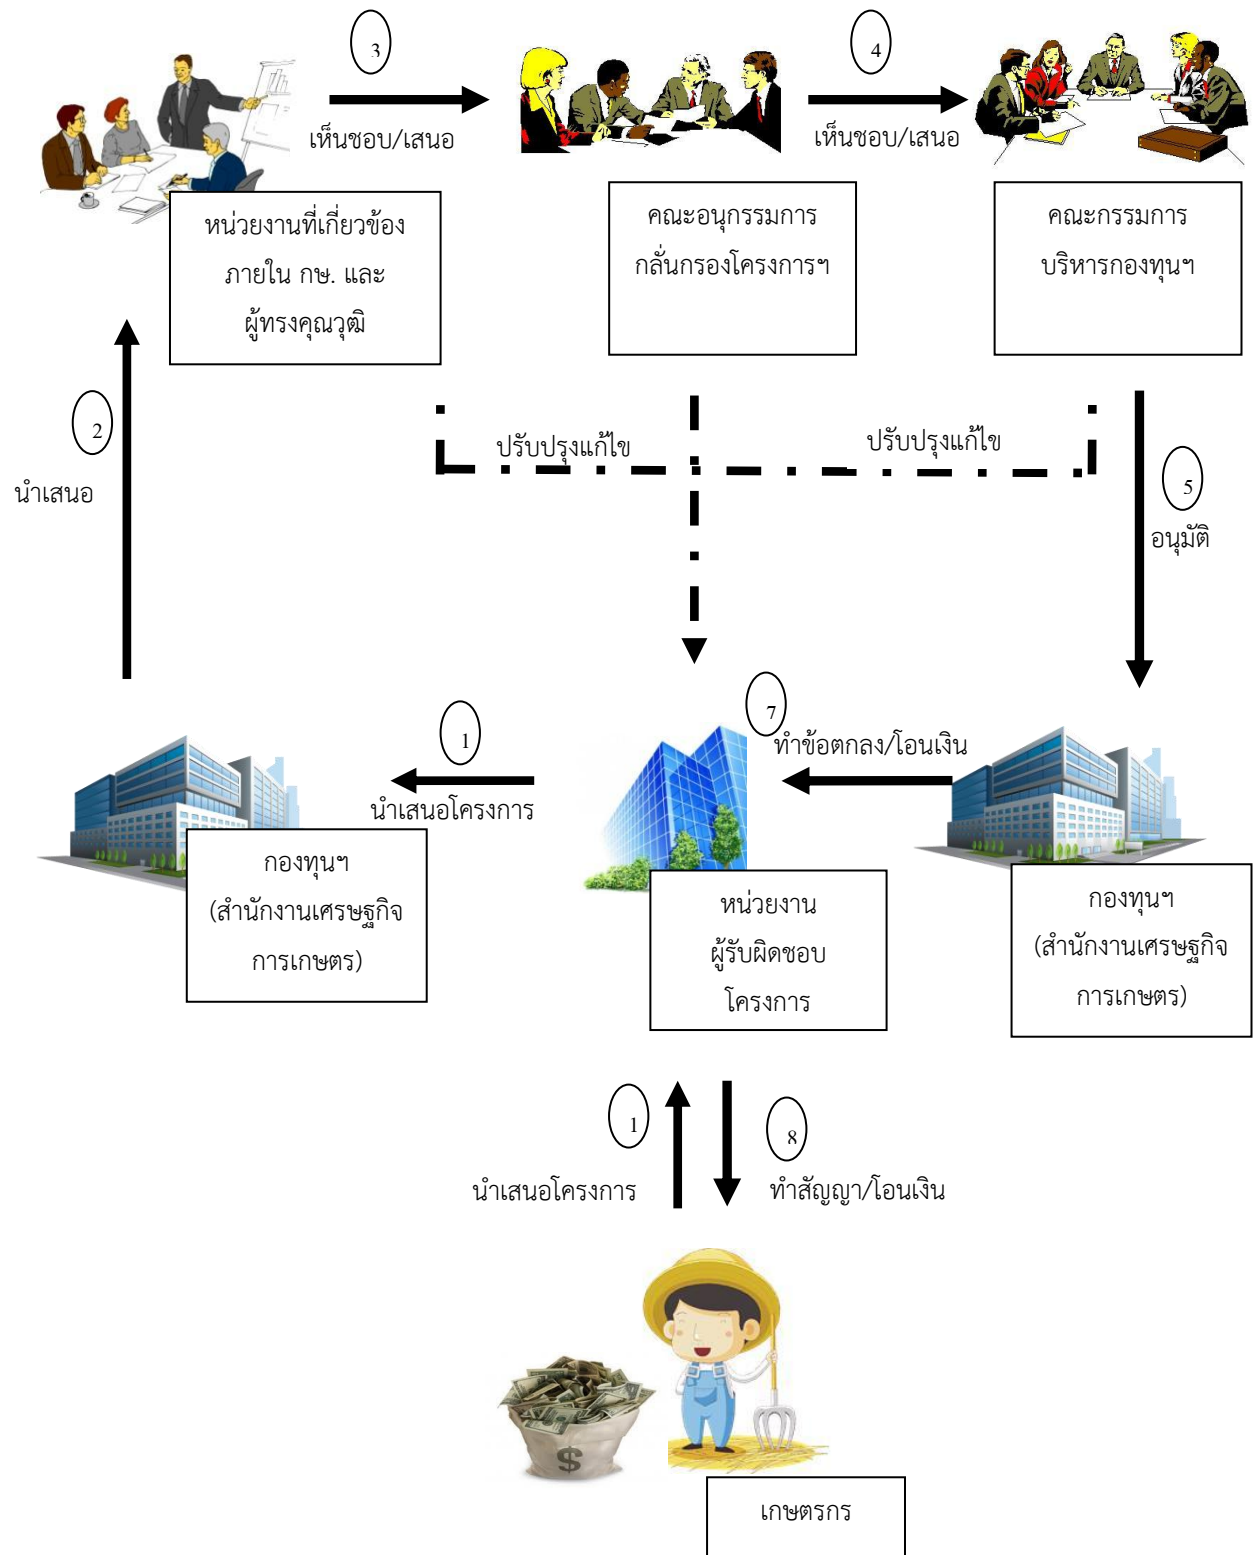 3
4
เห็นชอบ/เสนอ
เห็นชอบ/เสนอ
หน่วยงานที่เกี่ยวข้อง
ภายใน กษ. และ
ผู้ทรงคุณวุฒิ
คณะอนุกรรมการ
กลั่นกรองโครงการฯ
คณะกรรมการ
บริหารกองทุนฯ
2
นำเสนอ
ปรับปรุงแก้ไข
ปรับปรุงแก้ไข
5
อนุมัติ
1
นำเสนอโครงการ
7
ทำข้อตกลง/โอนเงิน
กองทุนฯ
(สำนักงานเศรษฐกิจ
การเกษตร)
หน่วยงาน
ผู้รับผิดชอบ
โครงการ
กองทุนฯ
(สำนักงานเศรษฐกิจ
การเกษตร)
1
นำเสนอโครงการ
8
ทำสัญญา/โอนเงิน
$
เกษตรกร